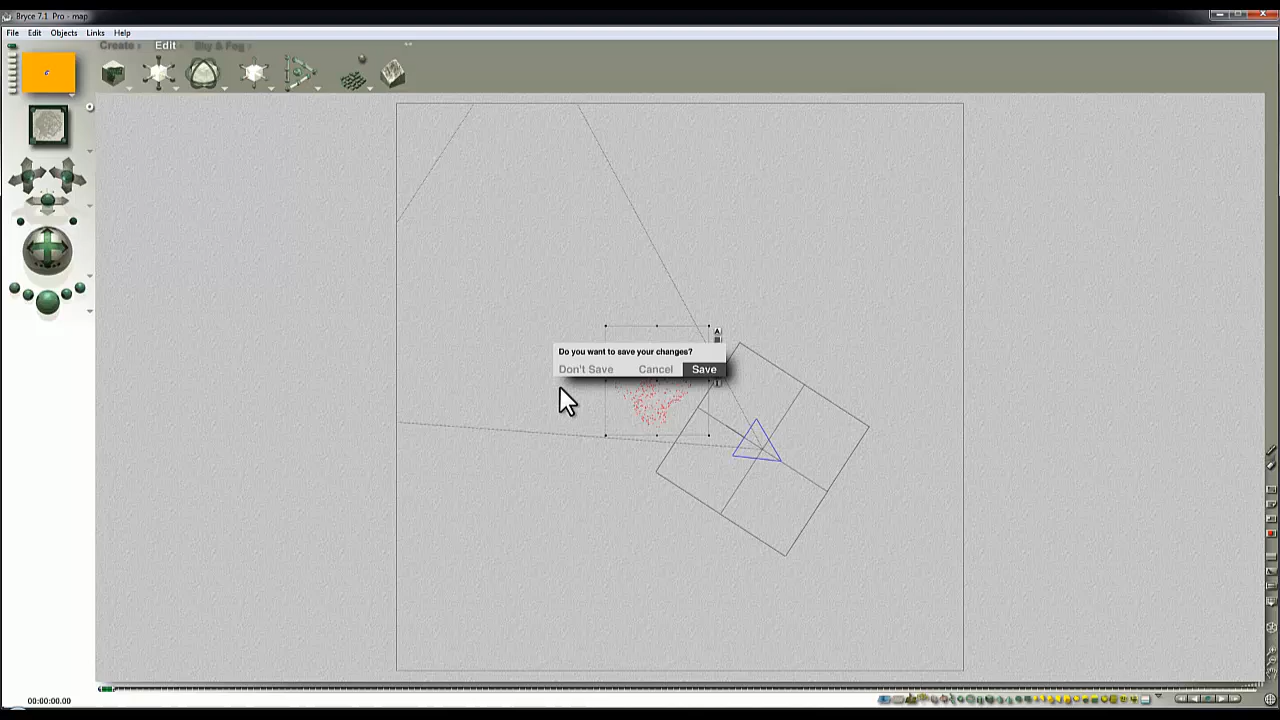 Bryce 7.1 Pro - map
File Edit Objects Links Help
Create Edit Sky & Fog
A
Do you want to save your changes?
Don't Save Cancel Save
00:00:00.00